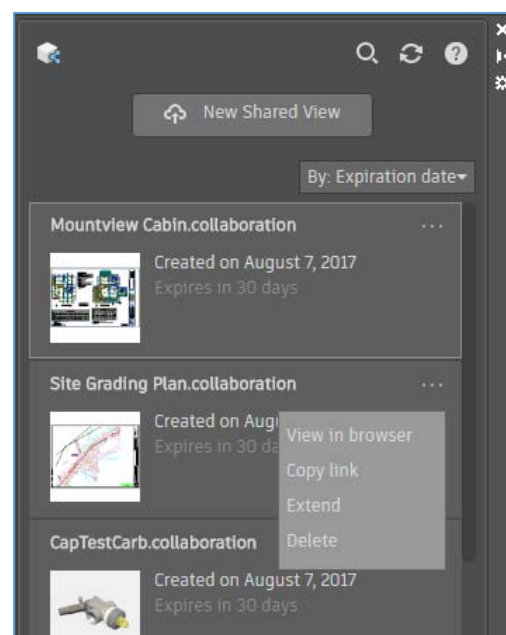 New Shared View
By: Expiration date
Mountview Cabin.collaboration
Created on August 7, 2017
Expires in 30 days
Site Grading Plan.collaboration
Created on Augu
Expires in 30 da
View in browser
Copy link
Extend
Delete
CapTestCarb.collaboration
Created on August 7, 2017
Expires in 30 days